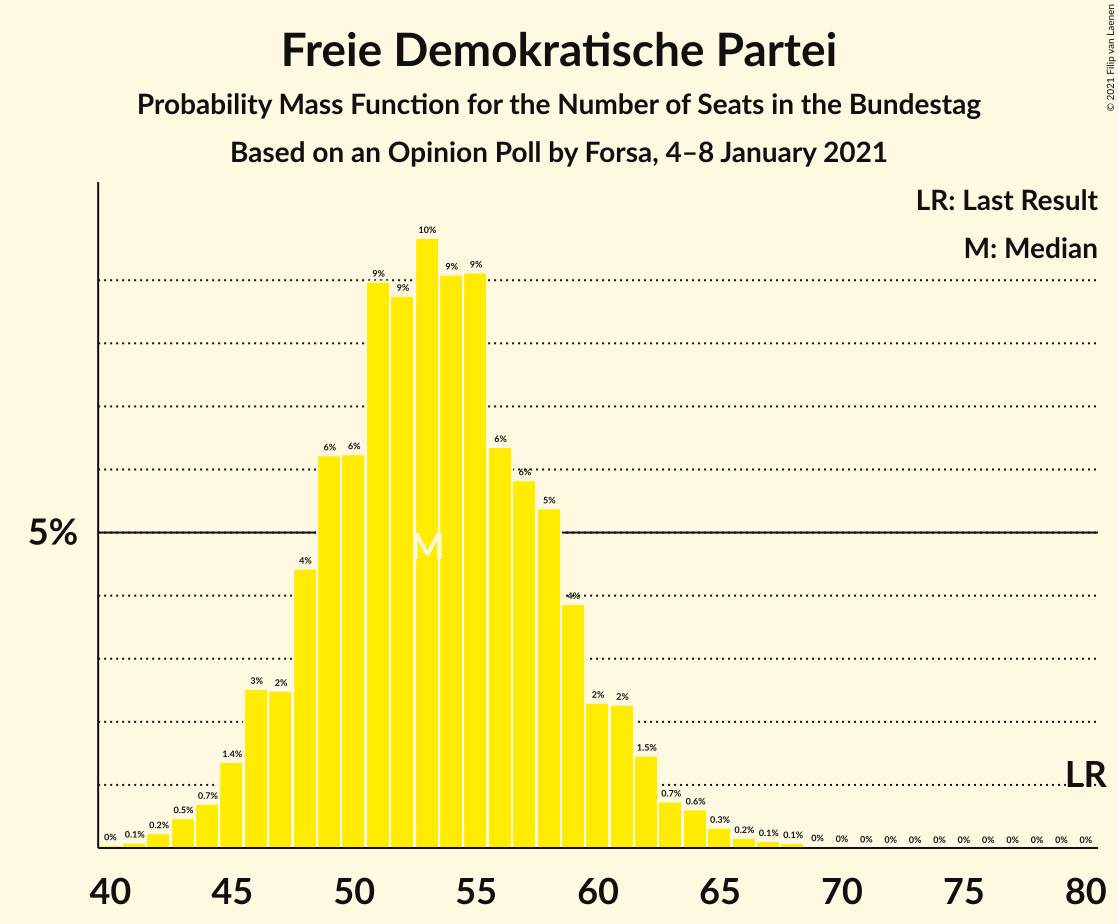 Freie Demokratische Partei
Probability Mass Function for the Number of Seats in the Bundestag
Based on an Opinion Poll by Forsa, 4–8 January 2021
© 2021 Filip van Laenen
LR: Last Result
M: Median
5%
0% 0.1% 0.2% 0.5% 0.7% 1.4% 3% 2% 4% 6% 6% 9% 9% 10% 9% 9% 6% 6% 5% 4% 2% 2% 1.5% 0.7% 0.6% 0.3% 0.2% 0.1% 0.1% 0% 0% 0% 0% 0% 0% 0% 0% 0% 0% 0% 0%
M
LR
40 45 50 55 60 65 70 75 80